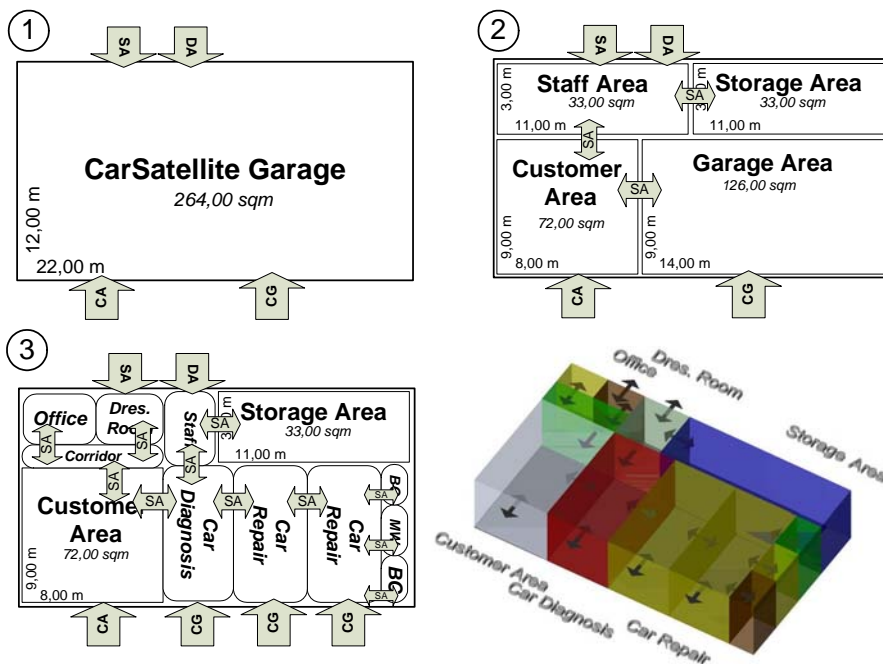 1
SA
DA
CarSatellite Garage
264,00 sqm
12,00 m
22,00 m
CA
CG
2
SA
DA
Staff Area
33,00 sqm
3,00 m
11,00 m
SA
Storage Area
33,00 sqm
11,00 m
SA
Customer
Area
72,00 sqm
9,00 m
8,00 m
SA
Garage Area
126,00 sqm
9,00 m
14,00 m
CA
CG
3
SA
DA
Office
Dres.
SA
SA
Corridor
SA
Staff
SA
SA
Storage Area
33,00 sqm
11,00 m
Customer
Area
72,00 sqm
9,00 m
8,00 m
SA
Car
Diagnosis
SA
Car
Repair
SA
Car
Repair
SA
SA
BC
SA
CA
CG
CG
CG
Office
Dres. Room
Storage Area
Customer Area
Car Diagnosis
Car Repair